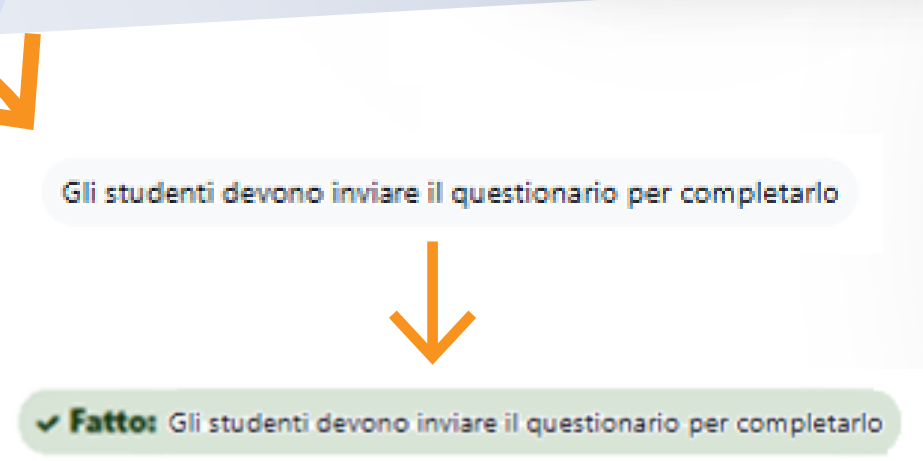 Gli studenti devono inviare il questionario per completarlo
✔ Fatto: Gli studenti devono inviare il questionario per completarlo